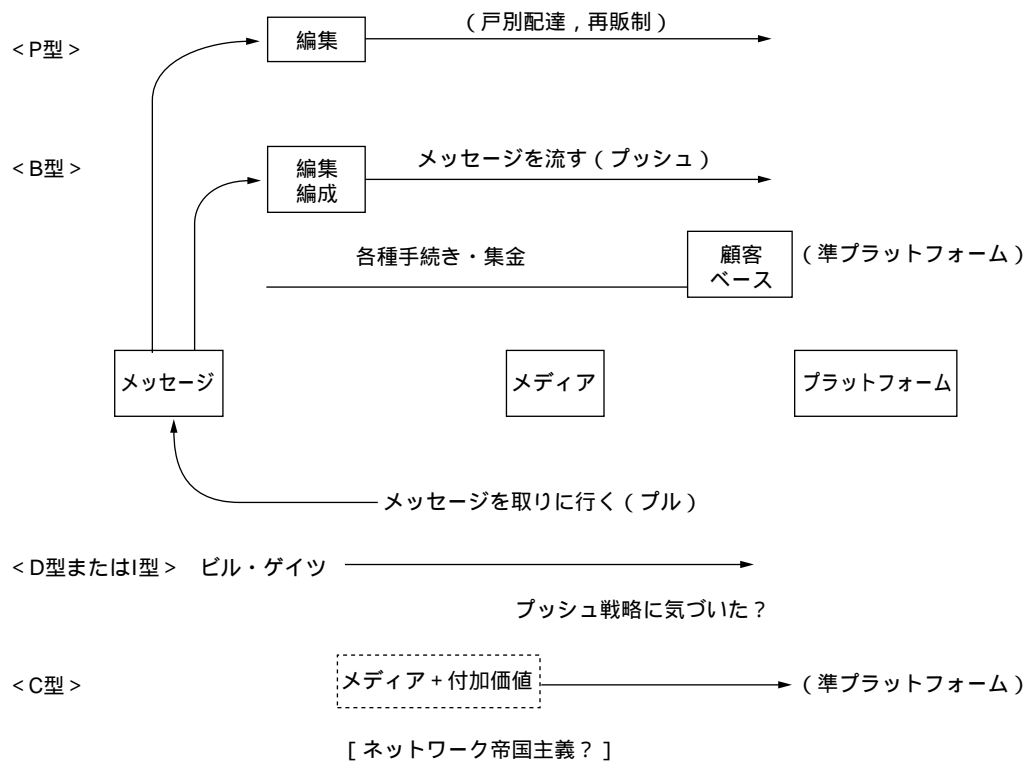 （戸別配達，再販制）
＜P型＞
編集
＜B型＞
編集
編成
メッセージを流す（プッシュ）
各種手続き・集金
顧客
ベース
（準プラットフォーム）
メッセージ
メディア
プラットフォーム
メッセージを取りに行く（プル）
＜D型またはI型＞ ビル・ゲイツ
プッシュ戦略に気づいた？
＜C型＞
メディア＋付加価値
（準プラットフォーム）
［ネットワーク帝国主義？］